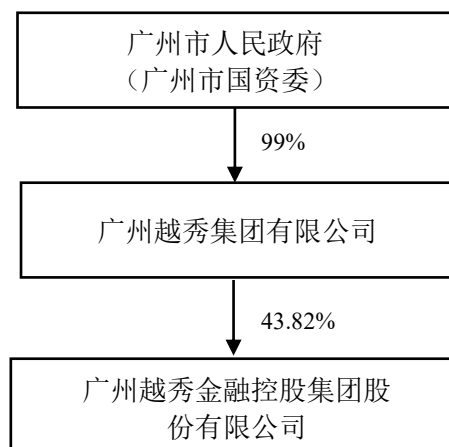 广州市人民政府
（广州市国资委）
99%
广州越秀集团有限公司
43.82%
广州越秀金融控股集团股
份有限公司